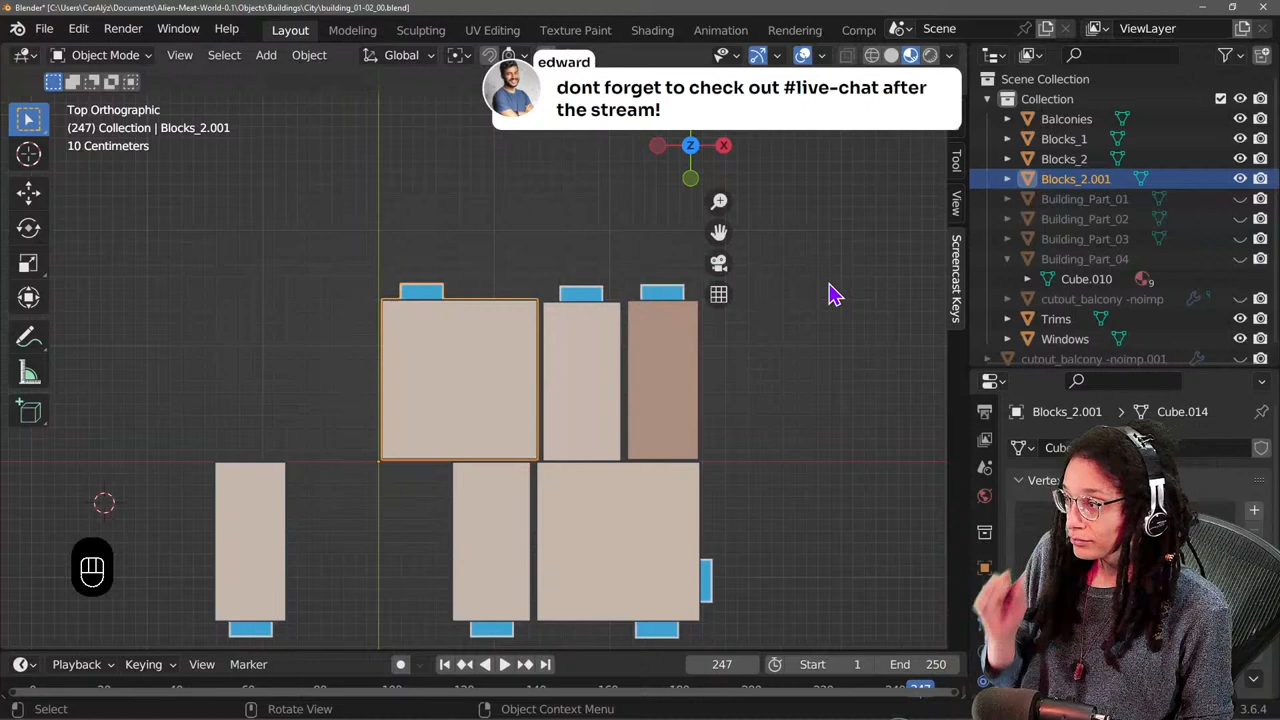 Blender* [C:\Users\CorAlyz\Documents\Alien-Meat-World-0.1\Objects\Buildings\City\building_01-02_00.blend]
File Edit Render Window Help Layout Modeling Sculpting UV Editing Texture Paint Shading Animation Rendering Comp Scene ViewLayer
Object Mode View Select Add Object Global
edward
dont forget to check out #live-chat after
the stream!
Top Orthographic
(247) Collection | Blocks_2.001
10 Centimeters
Z X
Tool
View
Screencast Keys
Scene Collection
Collection
Balconies
Blocks_1
Blocks_2
Blocks_2.001
Building_Part_01
Building_Part_02
Building_Part_03
Building_Part_04
Cube.010 9
cutout_balcony -noimp
Trims
Windows
cutout_balcony -noimp.001
Blocks_2.001 Cube.014
Cub
Verte
Playback Keying View Marker 247 Start 1 End 250
247
Select Rotate View Object Context Menu 3.6.4